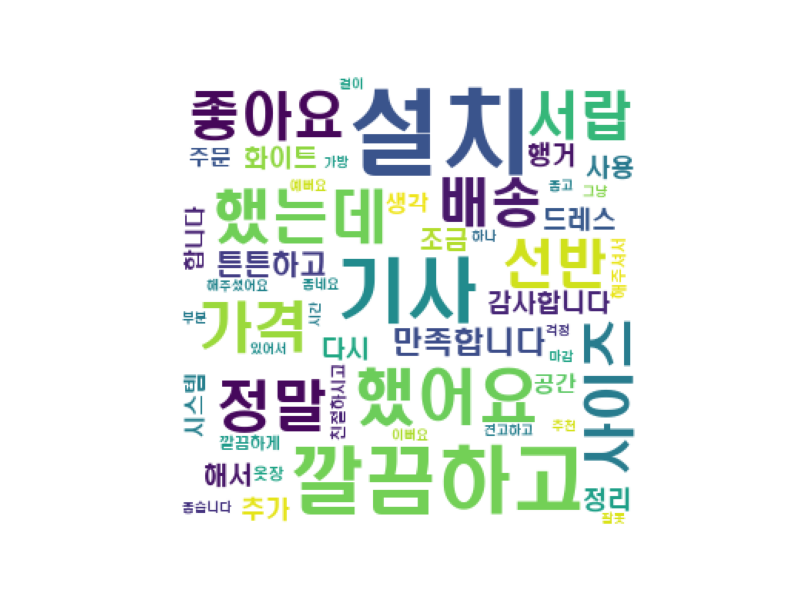 결이
좋아요
설치
서랍
주문
화이트
가방
행거
사용
예뻐요
생각
배송
좋고
그냥
했는데
드레스
합니다
조금
하나
튼튼하고
선반
해주셔서
해주셨어요
좋네요
기사
감사합니다
부분
가격
시간
만족합니다
걱정
있어서
다시
마감
사이즈
시스템
정말
친절하시고
했어요
공간
깔끔하게
이뻐요
견고하고
추천
해서
옷장
깔끔하고
정리
좋습니다
추가
잘못